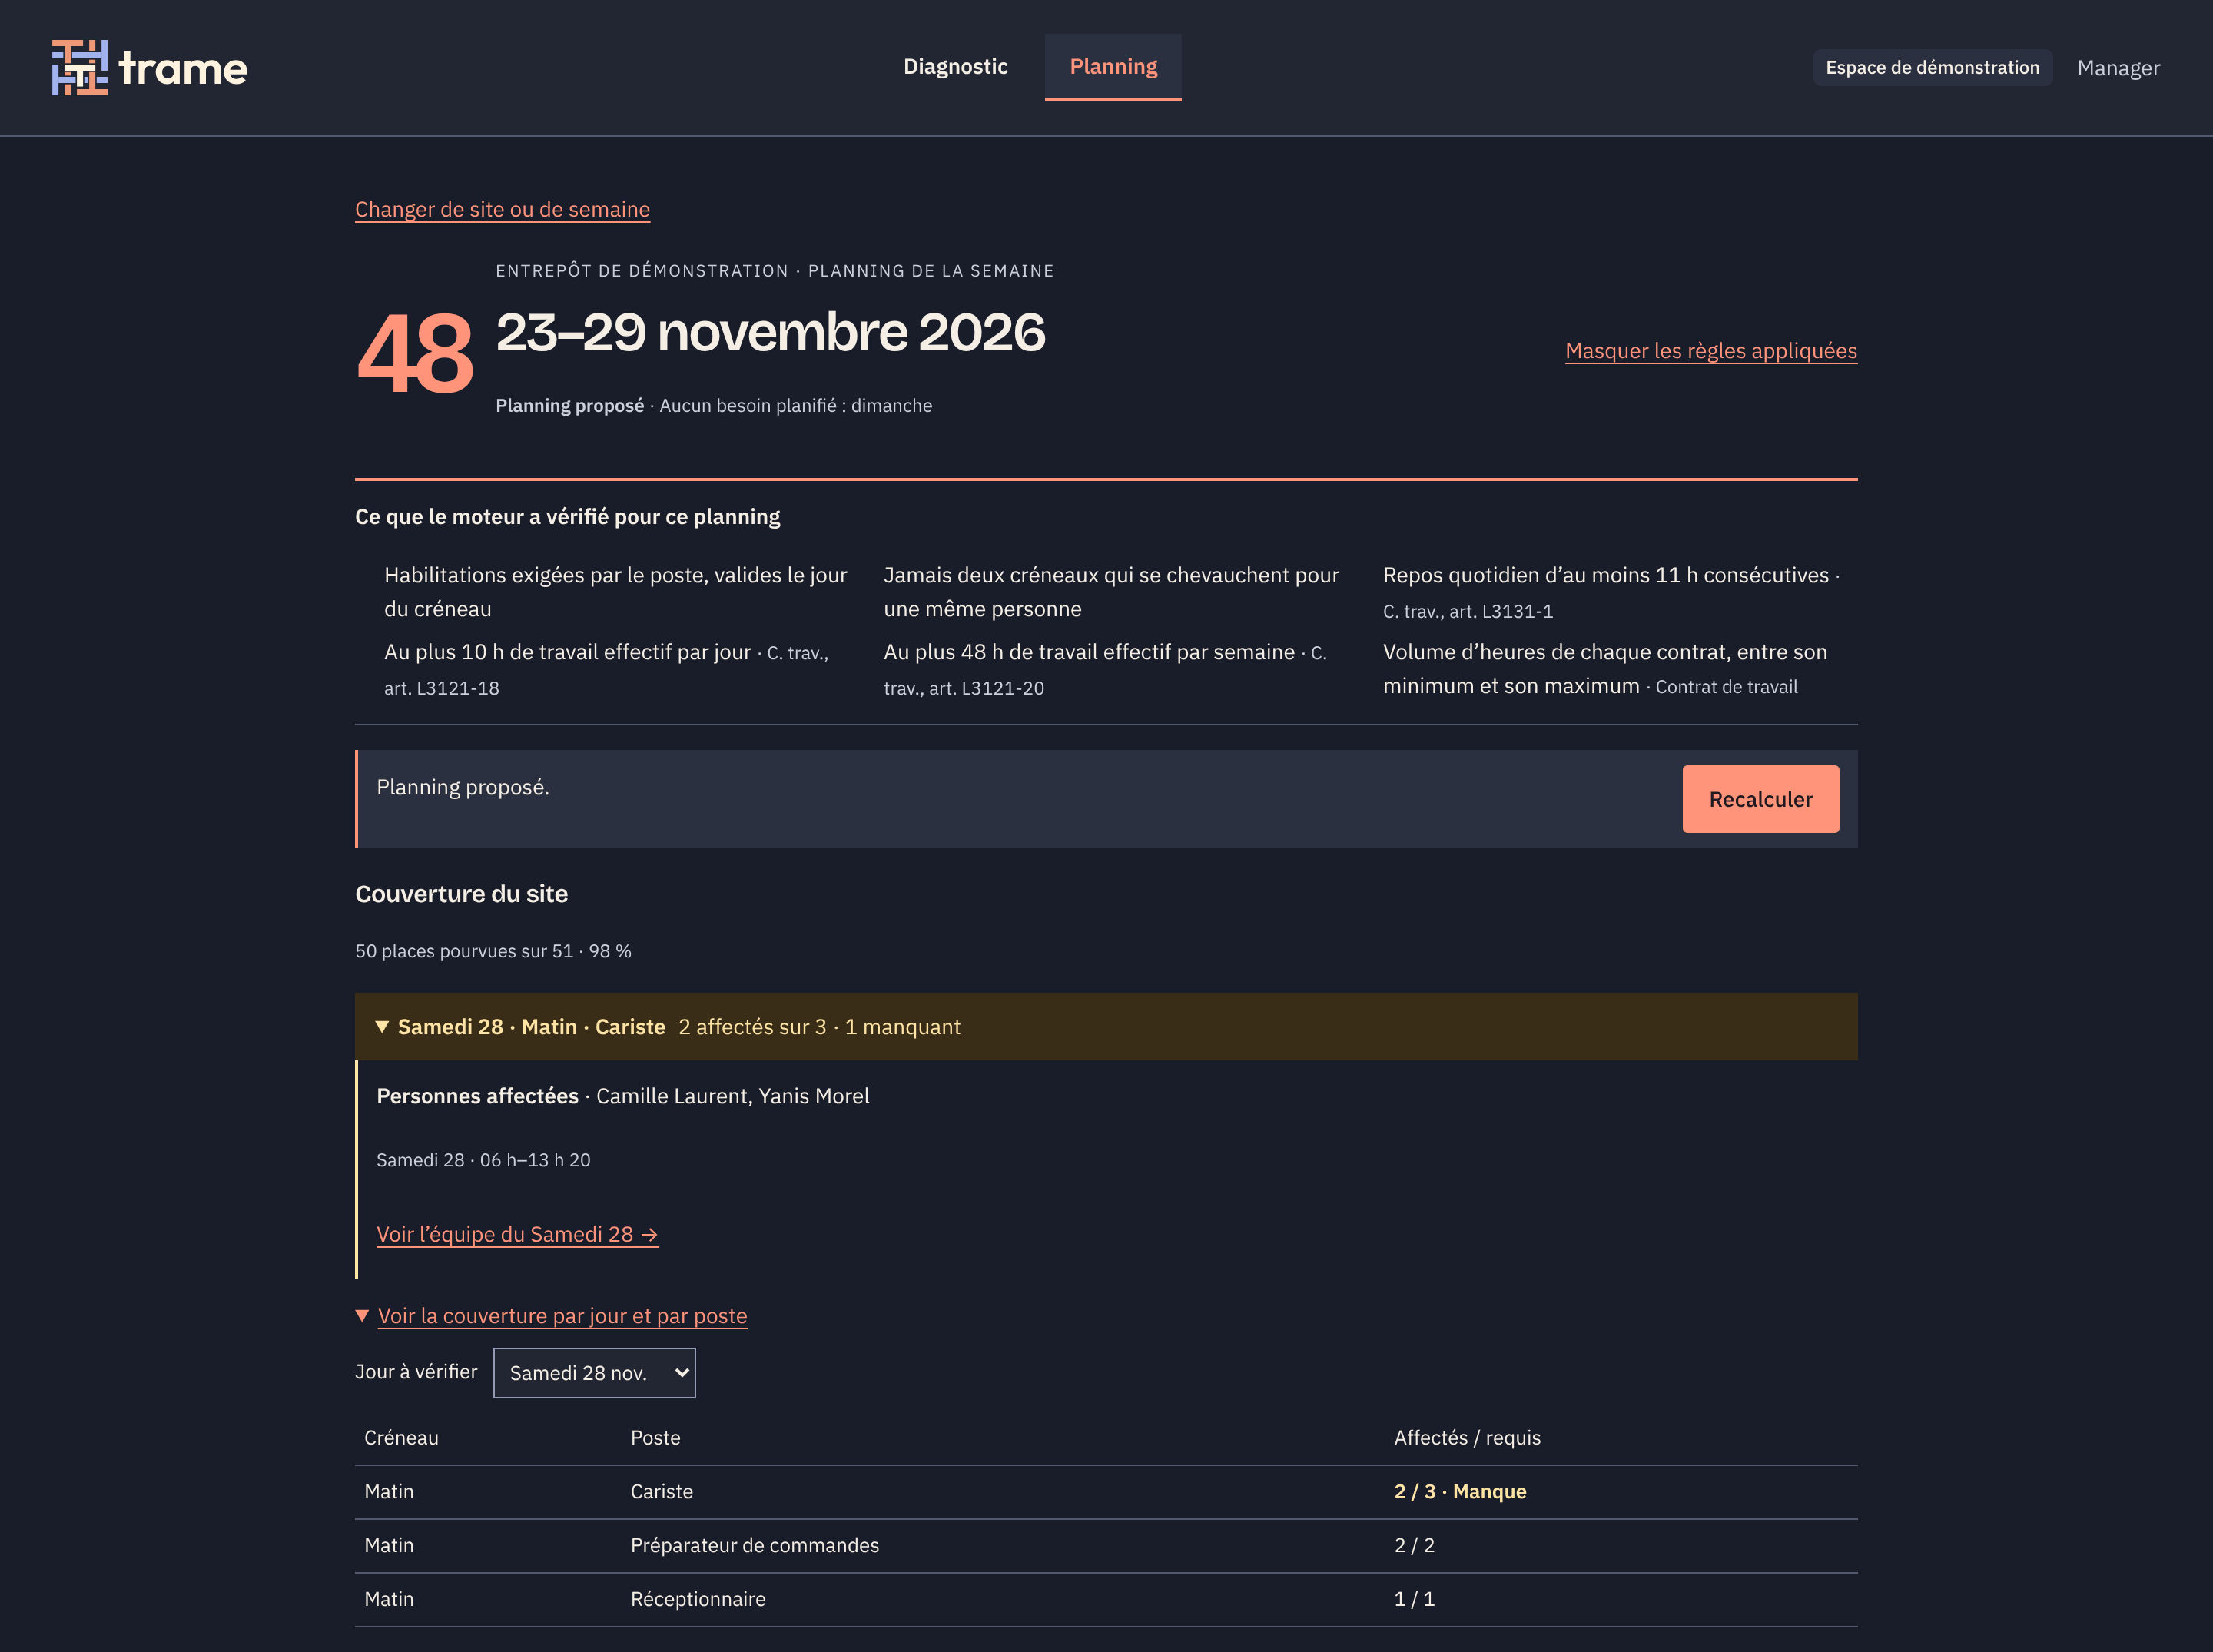 trame
Diagnostic
Planning
Espace de démonstration
Manager
Changer de site ou de semaine
ENTREPÔT DE DÉMONSTRATION · PLANNING DE LA SEMAINE
48
23–29 novembre 2026
Planning proposé · Aucun besoin planifié : dimanche
Masquer les règles appliquées
Ce que le moteur a vérifié pour ce planning
Habilitations exigées par le poste, valides le jour
du créneau
Jamais deux créneaux qui se chevauchent pour
une même personne
Repos quotidien d’au moins 11 h consécutives ·
C. trav., art. L3131-1
Au plus 10 h de travail effectif par jour · C. trav.,
art. L3121-18
Au plus 48 h de travail effectif par semaine · C.
trav., art. L3121-20
Volume d’heures de chaque contrat, entre son
minimum et son maximum · Contrat de travail
Planning proposé.
Recalculer
Couverture du site
50 places pourvues sur 51 · 98 %
▼ Samedi 28 · Matin · Cariste 2 affectés sur 3 · 1 manquant
Personnes affectées · Camille Laurent, Yanis Morel
Samedi 28 · 06 h–13 h 20
Voir l’équipe du Samedi 28 →
▼ Voir la couverture par jour et par poste
Jour à vérifier Samedi 28 nov.
Créneau Poste Affectés / requis
Matin Cariste 2 / 3 · Manque
Matin Préparateur de commandes 2 / 2
Matin Réceptionnaire 1 / 1